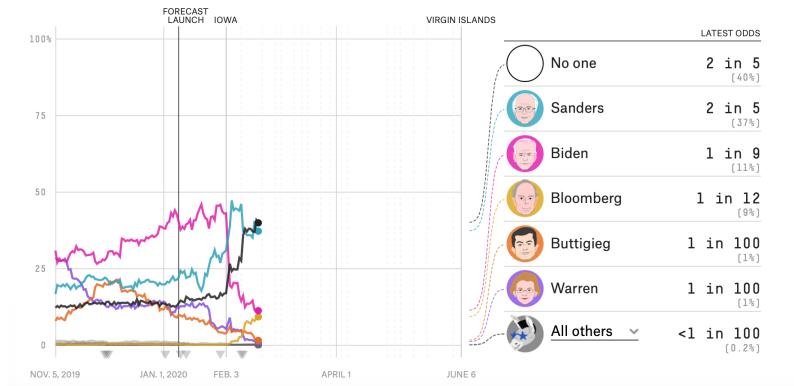 FORECAST
LAUNCH IOWA VIRGIN ISLANDS
LATEST ODDS
100%
75
50
25
0
NOV. 5, 2019 JAN. 1, 2020 FEB. 3 APRIL 1 JUNE 6
No one 2 in 5
(40%)
Sanders 2 in 5
(37%)
Biden 1 in 9
(11%)
Bloomberg 1 in 12
(9%)
Buttigieg 1 in 100
(1%)
Warren 1 in 100
(1%)
All others <1 in 100
(0.2%)